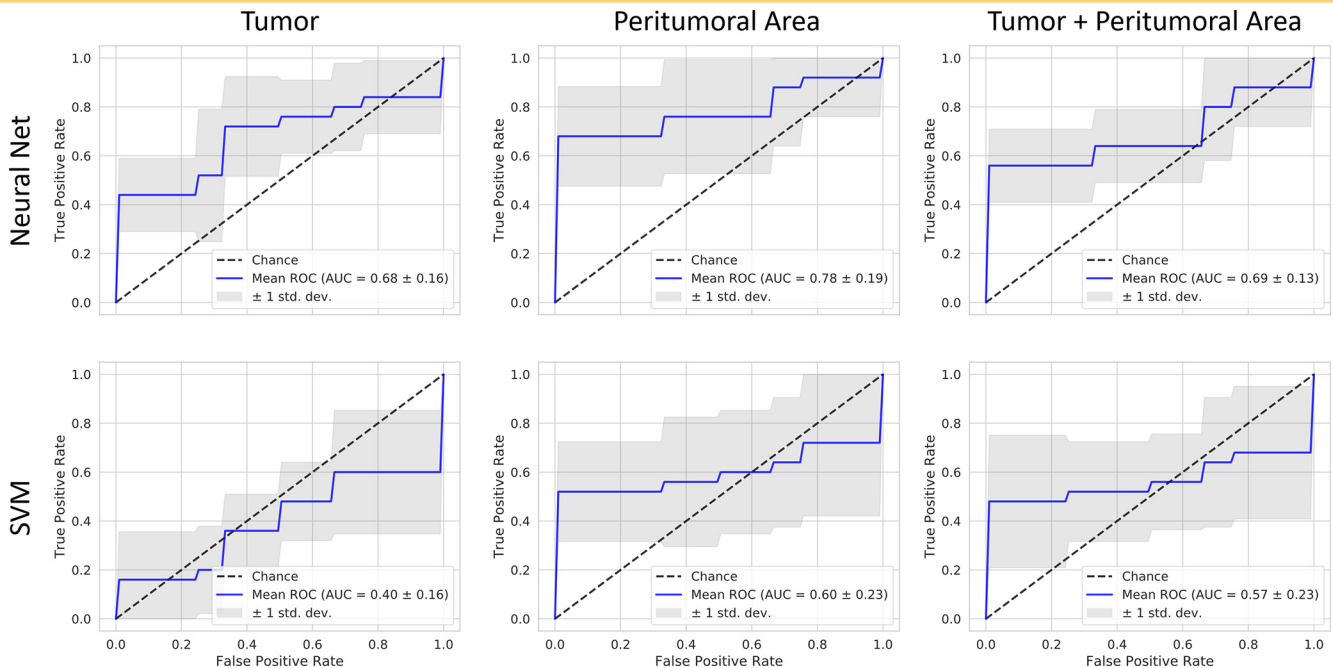 Tumor
Peritumoral Area
Tumor + Peritumoral Area
Neural Net
True Positive Rate
1.0
0.8
0.6
0.4
0.2
0.0
Chance
Mean ROC (AUC = 0.68 ± 0.16)
± 1 std. dev.
True Positive Rate
1.0
0.8
0.6
0.4
0.2
0.0
Chance
Mean ROC (AUC = 0.78 ± 0.19)
± 1 std. dev.
True Positive Rate
1.0
0.8
0.6
0.4
0.2
0.0
Chance
Mean ROC (AUC = 0.69 ± 0.13)
± 1 std. dev.
SVM
True Positive Rate
1.0
0.8
0.6
0.4
0.2
0.0
Chance
Mean ROC (AUC = 0.40 ± 0.16)
± 1 std. dev.
0.0 0.2 0.4 0.6 0.8 1.0
False Positive Rate
True Positive Rate
1.0
0.8
0.6
0.4
0.2
0.0
Chance
Mean ROC (AUC = 0.60 ± 0.23)
± 1 std. dev.
0.0 0.2 0.4 0.6 0.8 1.0
False Positive Rate
True Positive Rate
1.0
0.8
0.6
0.4
0.2
0.0
Chance
Mean ROC (AUC = 0.57 ± 0.23)
± 1 std. dev.
0.0 0.2 0.4 0.6 0.8 1.0
False Positive Rate